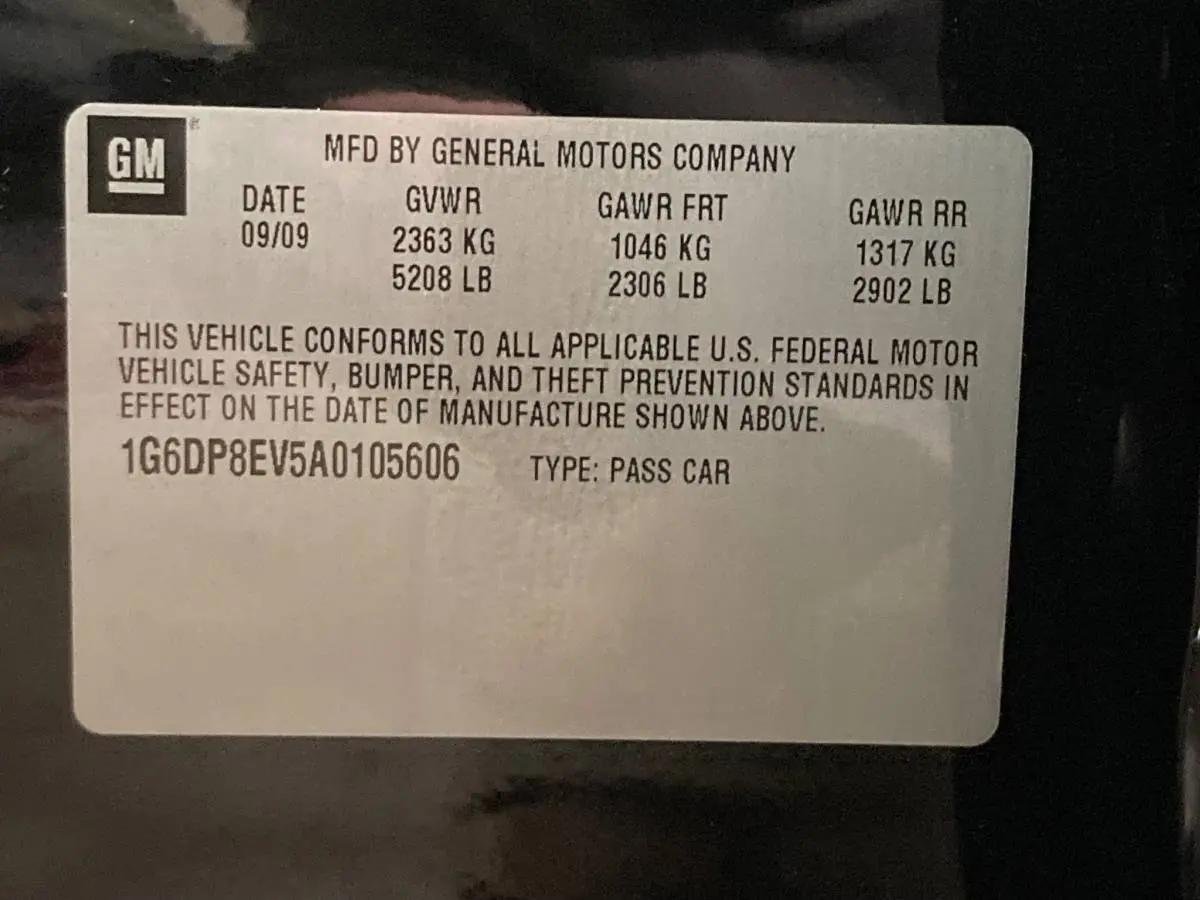 GM
MFD BY GENERAL MOTORS COMPANY
DATE GVWR GAWR FRT GAWR RR
09/09 2363 KG 1046 KG 1317 KG
5208 LB 2306 LB 2902 LB
THIS VEHICLE CONFORMS TO ALL APPLICABLE U.S. FEDERAL MOTOR
VEHICLE SAFETY, BUMPER, AND THEFT PREVENTION STANDARDS IN
EFFECT ON THE DATE OF MANUFACTURE SHOWN ABOVE.
1G6DP8EV5A0105606 TYPE: PASS CAR